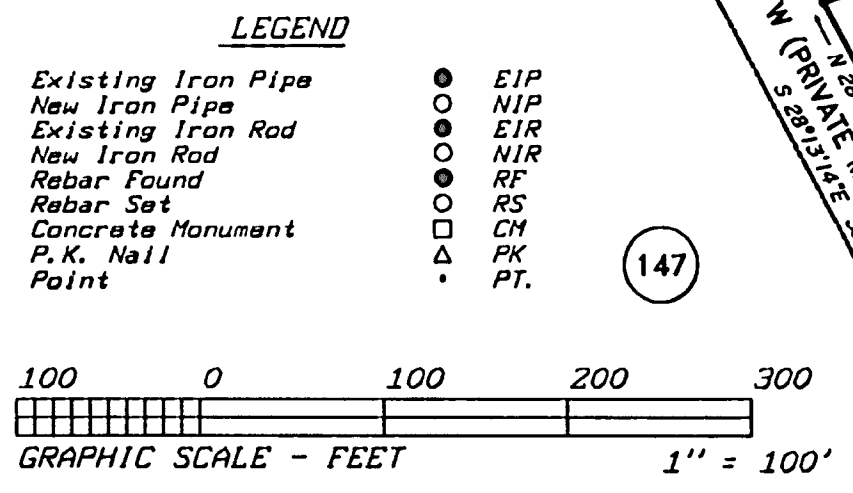 LEGEND
Existing Iron Pipe EIP
New Iron Pipe NIP
Existing Iron Rod EIR
New Iron Rod NIR
Rebar Found RF
Rebar Set RS
Concrete Monument CM
P.K. Nail PK
Point PT.
147
W (PRIVATE
N 28
S 28°13'14"E
100 0 100 200 300
GRAPHIC SCALE - FEET 1" = 100'